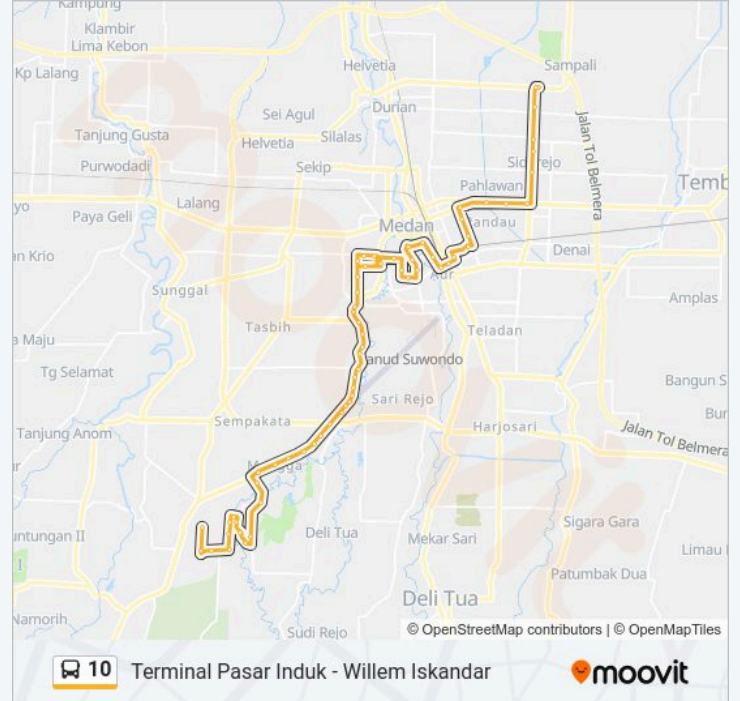 Kampung
Klambir
Lima Kebon
Helvetia
Sampali
Kp Lalang
Durian
Sei Agul
Tanjung Gusta
Helvetia
Silalas
Jalan Tol Belmera
Purwodadi
Sekip
Pahlawan
Lalang
Paya Geli
Medan
Mandau
Denai
Sunggal
Amplas
Tasbih
Teladan
Tg Selamat
Lanud Suwondo
Bangun S
Sari Rejo
Sempakata
Harjosari
Jalan Tol Belmera
Tanjung Anom
Sigara Gara
untungan II
Deli Tua
Mekar Sari
Limau
Patumbak Dua
Deli Tua
Namorih
Sudi Rejo
© OpenStreetMap contributors | © OpenMapTiles
10 Terminal Pasar Induk - Willem Iskandar
moovit